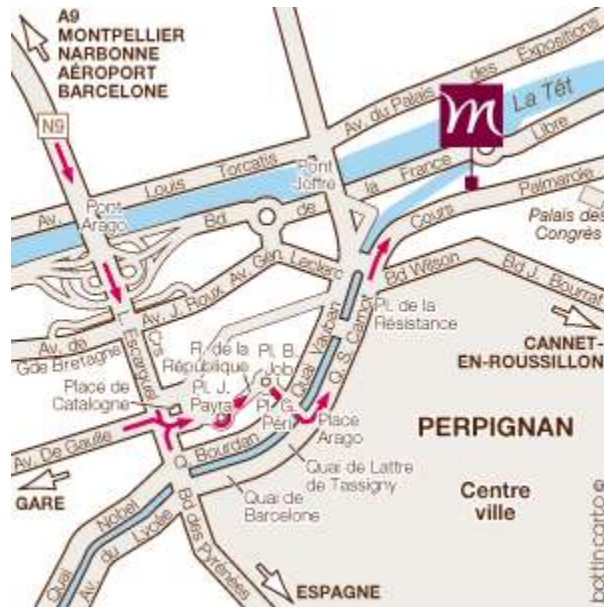 A9
MONTPELLIER
NARBONNE
AÉROPORT
BARCELONE
N9
Av. du Palais des Expositions
La Têt
m
Av. Louis Torcatis
Pont
Joffre
Bd de la France Libre
Pont
Arago
Cours Palmarole
Palais des
Congrès
Av. Gén. Leclerc
Av. J. Roux
Bd Wilson
Bd J. Bourrat
Av. de
Gde Bretagne
Crs
L. Escarguel
R. de la
République
Pl. B.
Job
Quai Vauban
Q. S. Carnot
Pl. de la
Résistance
CANNET-
EN-ROUSSILLON
Place de
Catalogne
Pl. J.
Payra
Pl. G.
Péri
Place
Arago
PERPIGNAN
Av. De Gaulle
Q. Bourdan
Quai de Lattre
de Tassigny
GARE
Quai de
Barcelone
Centre
ville
Quai Nobel
Av. du Lycée
Bd des Pyrénées
ESPAGNE
bottin carto ©